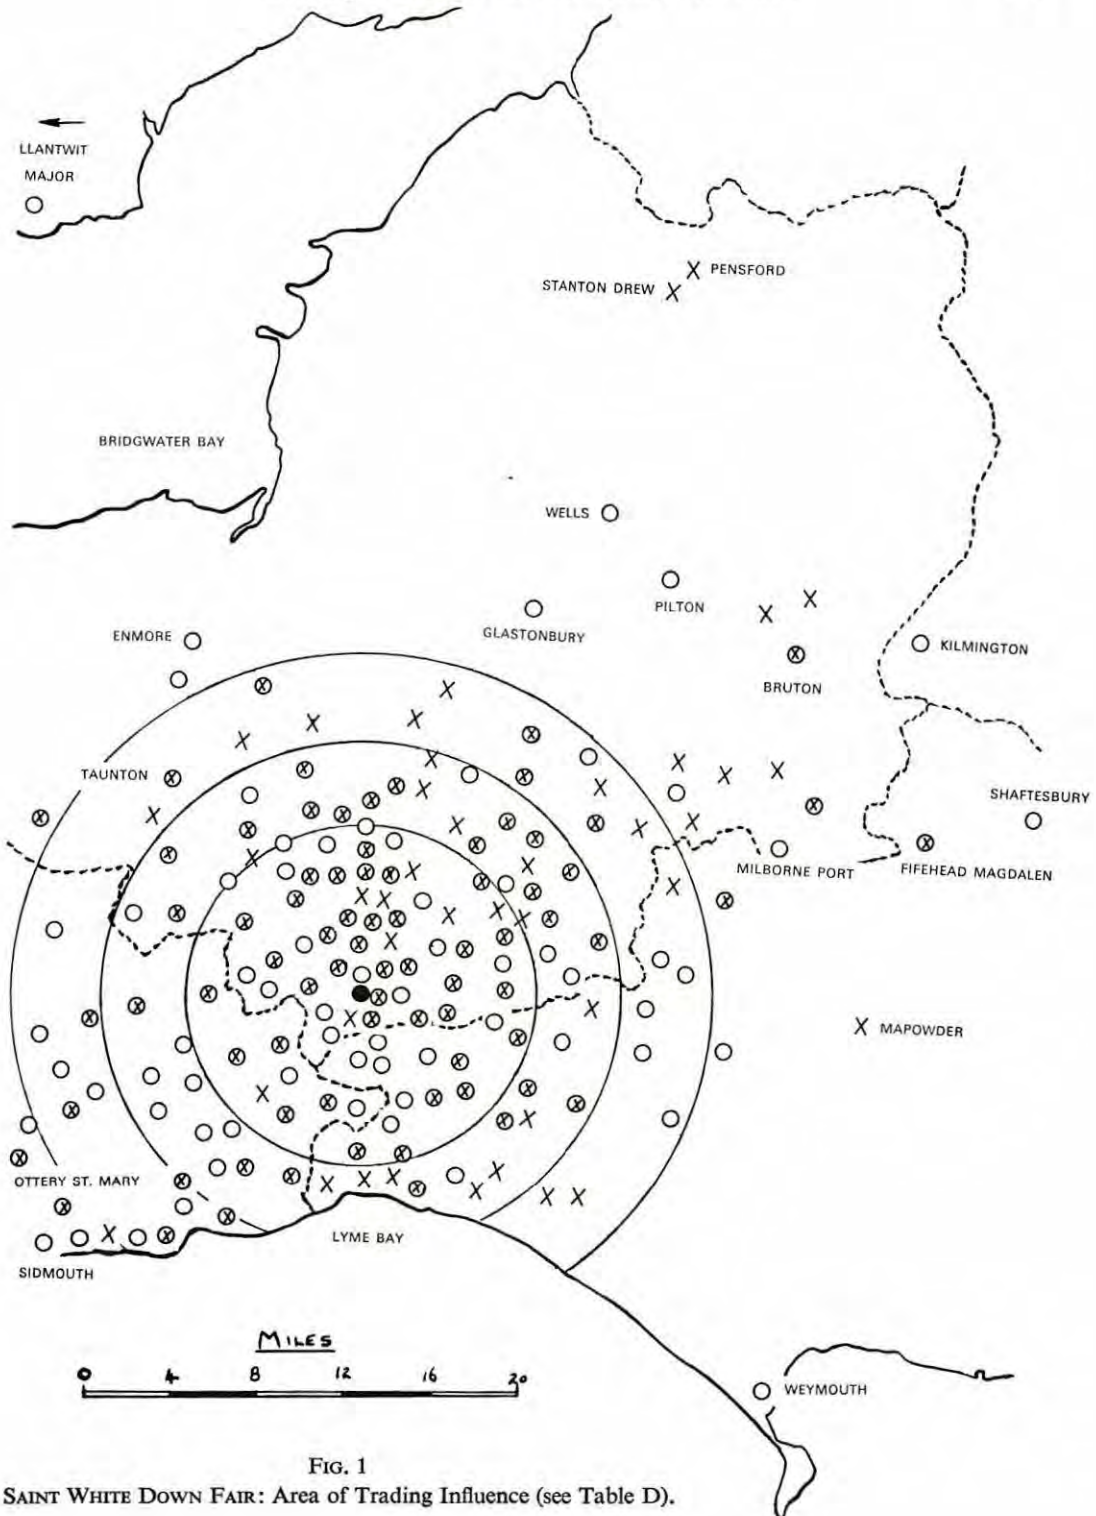 LLANTWIT
MAJOR
PENSFORD
STANTON DREW
BRIDGWATER BAY
WELLS
PILTON
GLASTONBURY
ENMORE
KILMINGTON
BRUTON
TAUNTON
SHAFTESBURY
MILBORNE PORT
FIFEHEAD MAGDALEN
MAPOWDER
OTTERY ST. MARY
LYME BAY
SIDMOUTH
MILES
0 4 8 12 16 20
WEYMOUTH
FIG. 1
SAINT WHITE DOWN FAIR: Area of Trading Influence (see Table D).